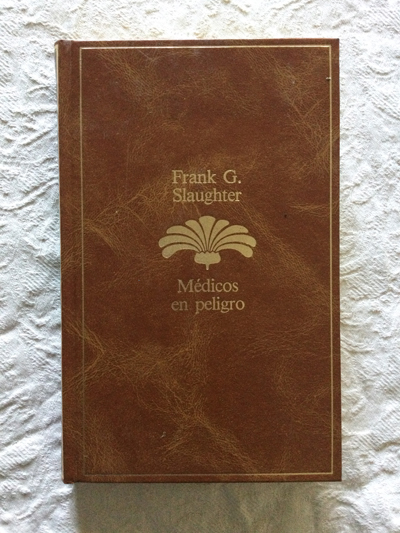 Frank G.
Slaughter
Médicos
en peligro